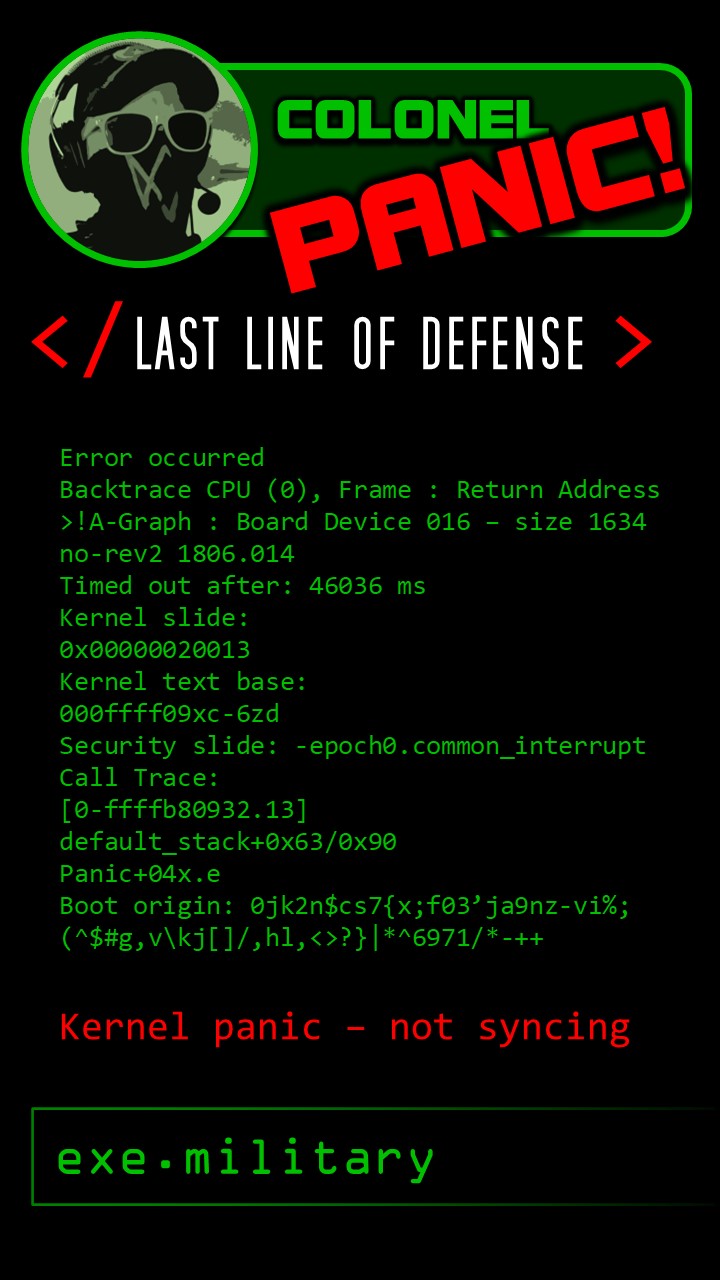 COLONEL
PANIC!
</LAST LINE OF DEFENSE>
Error occurred
Backtrace CPU (0), Frame : Return Address
>!A-Graph : Board Device 016 – size 1634
no-rev2 1806.014
Timed out after: 46036 ms
Kernel slide:
0x00000020013
Kernel text base:
000ffff09xc-6zd
Security slide: -epoch0.common_interrupt
Call Trace:
[0-ffffb80932.13]
default_stack+0x63/0x90
Panic+04x.e
Boot origin: 0jk2n$cs7{x;f03’ja9nz-vi%;
(^$#g,v\kj[]/,hl,<>?}|*^6971/*-++
Kernel panic – not syncing
exe.military